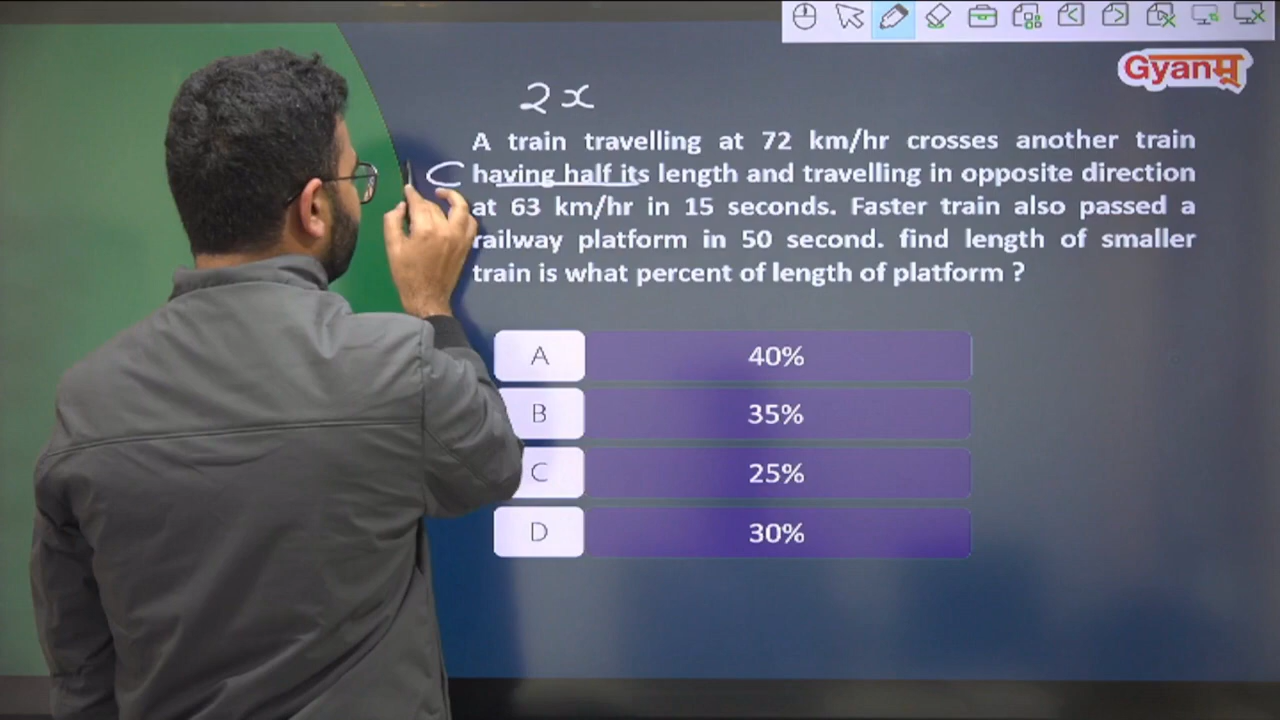 Gyanम्
2x
A train travelling at 72 km/hr crosses another train
having half its length and travelling in opposite direction
at 63 km/hr in 15 seconds. Faster train also passed a
railway platform in 50 second. find length of smaller
train is what percent of length of platform ?
A 40%
B 35%
C 25%
D 30%